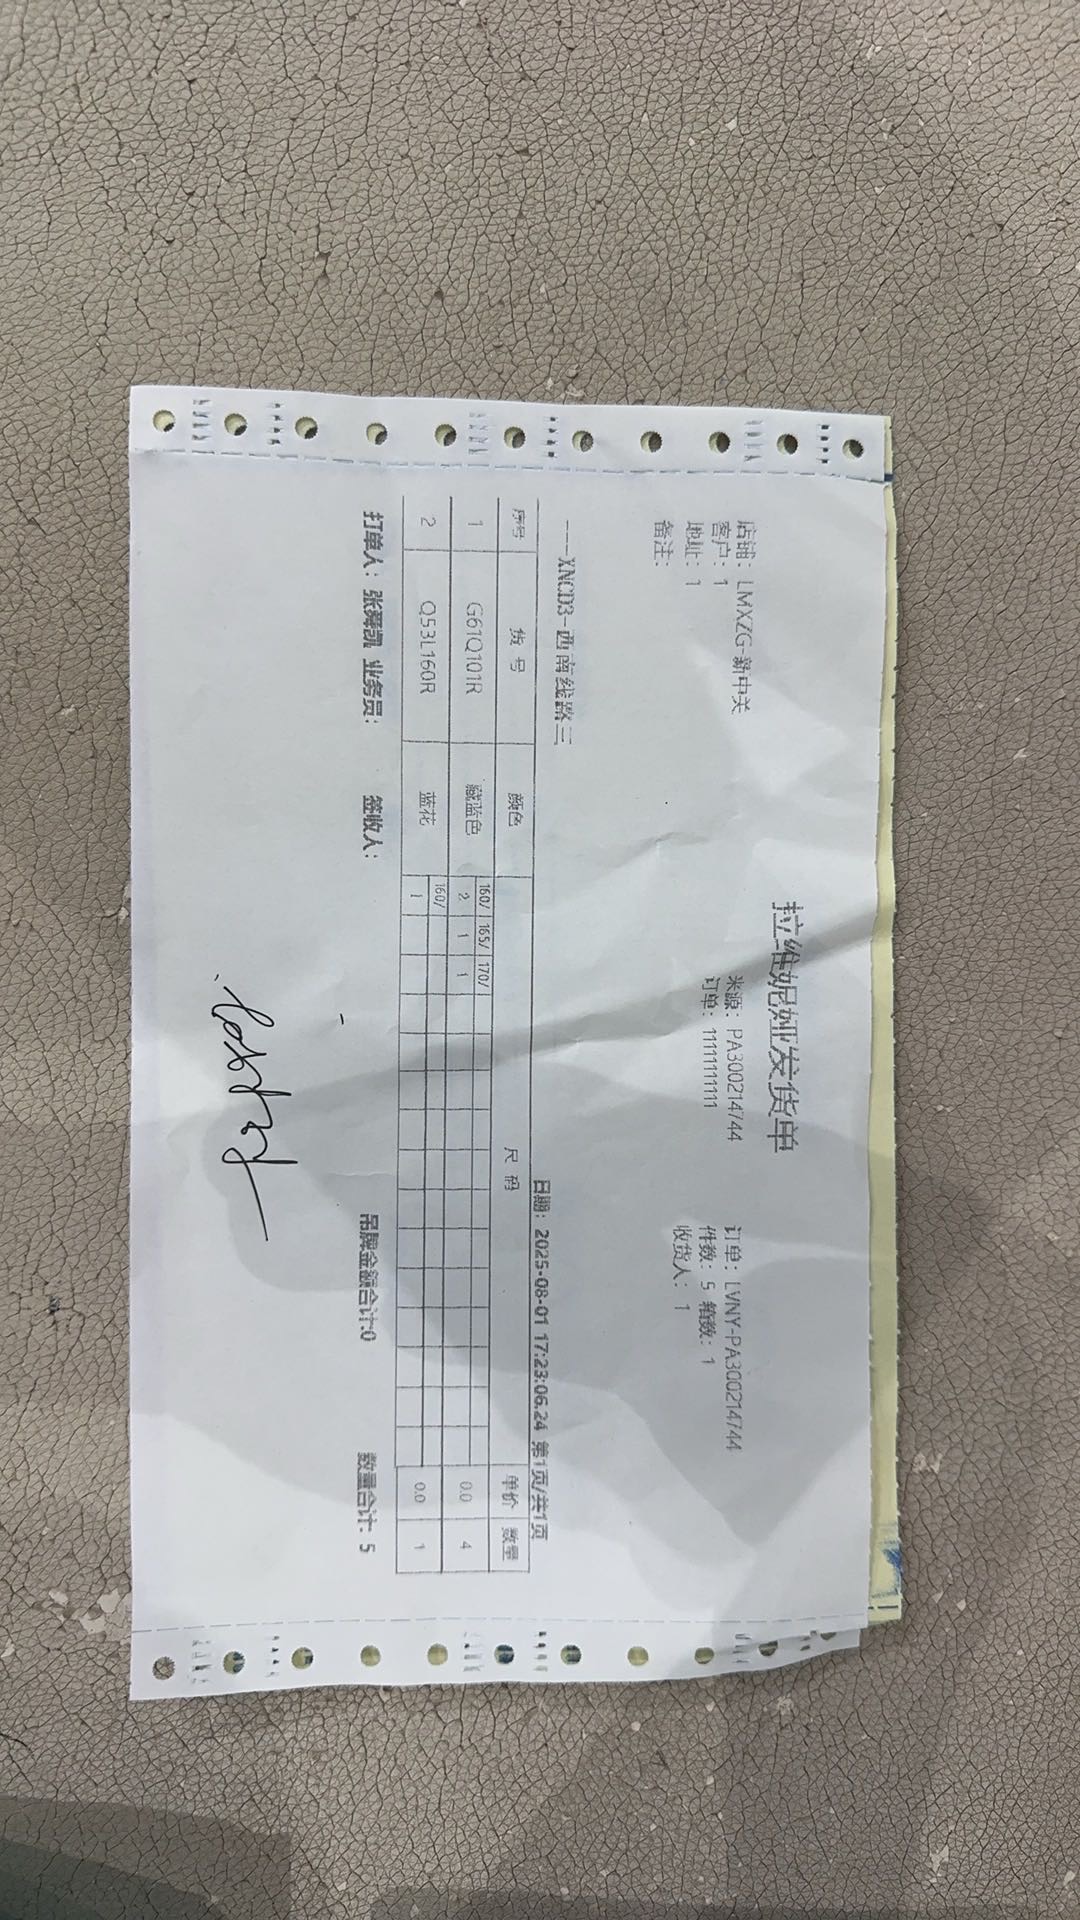 拉维妮娅发货单
店铺：LMXZG-新中关 来源：PA300214744 订单：LVNY-PA300214744
客户：1 订单：1111111111 件数：5 箱数：1
地址：1 收货人：1
备注：
---XNCD3-西南线路三 日期：2025-08-01 17:23:06.24 第1页/共1页
序号 货号 颜色 尺码 单价 数量
160/ 165/ 170/
1 G61Q101R 藏蓝色 2 1 1 0.0 4
160/
2 Q53L160R 蓝花 1 0.0 1
打单人：张舜凯 业务员： 签收人： 吊牌金额合计:0 数量合计：5